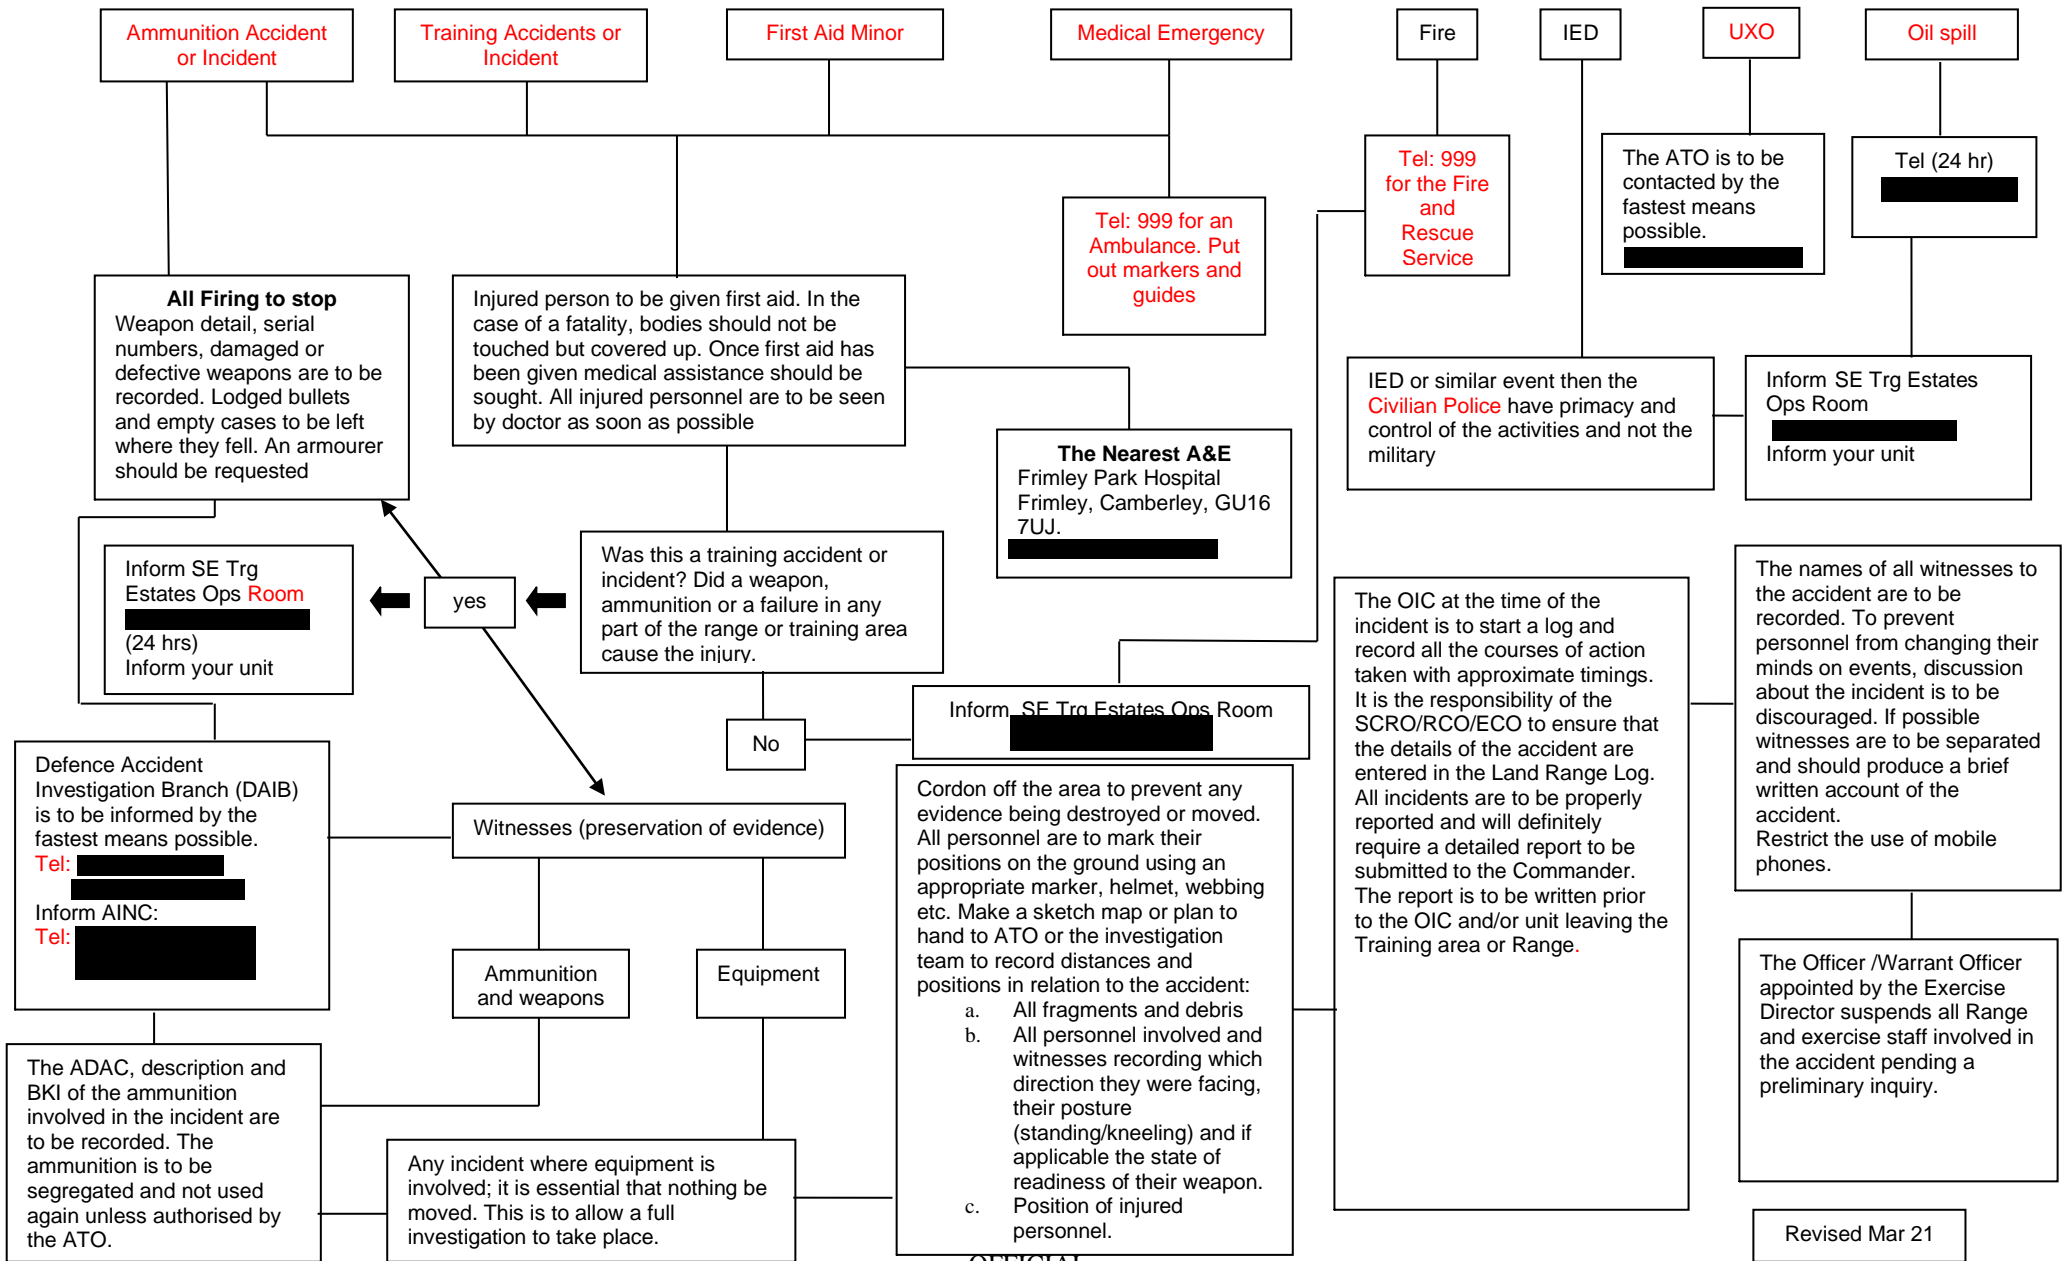 Ammunition Accident
or Incident
Training Accidents or
Incident
First Aid Minor
Medical Emergency
Fire
IED
UXO
Oil spill
Tel: 999
for the Fire
and
Rescue
Service
The ATO is to be
contacted by the
fastest means
possible.
Tel (24 hr)
Tel: 999 for an
Ambulance. Put
out markers and
guides
All Firing to stop
Weapon detail, serial
numbers, damaged or
defective weapons are to be
recorded. Lodged bullets
and empty cases to be left
where they fell. An armourer
should be requested
Injured person to be given first aid. In the
case of a fatality, bodies should not be
touched but covered up. Once first aid has
been given medical assistance should be
sought. All injured personnel are to be seen
by doctor as soon as possible
IED or similar event then the
Civilian Police have primacy and
control of the activities and not the
military
Inform SE Trg Estates
Ops Room
Inform your unit
The Nearest A&E
Frimley Park Hospital
Frimley, Camberley, GU16
7UJ.
Inform SE Trg
Estates Ops Room
(24 hrs)
Inform your unit
yes
Was this a training accident or
incident? Did a weapon,
ammunition or a failure in any
part of the range or training area
cause the injury.
No
Inform SE Trg Estates Ops Room
The OIC at the time of the
incident is to start a log and
record all the courses of action
taken with approximate timings.
It is the responsibility of the
SCRO/RCO/ECO to ensure that
the details of the accident are
entered in the Land Range Log.
All incidents are to be properly
reported and will definitely
require a detailed report to be
submitted to the Commander.
The report is to be written prior
to the OIC and/or unit leaving the
Training area or Range.
The names of all witnesses to
the accident are to be
recorded. To prevent
personnel from changing their
minds on events, discussion
about the incident is to be
discouraged. If possible
witnesses are to be separated
and should produce a brief
written account of the
accident.
Restrict the use of mobile
phones.
Defence Accident
Investigation Branch (DAIB)
is to be informed by the
fastest means possible.
Tel:
Inform AINC:
Tel:
Witnesses (preservation of evidence)
Ammunition
and weapons
Equipment
Cordon off the area to prevent any
evidence being destroyed or moved.
All personnel are to mark their
positions on the ground using an
appropriate marker, helmet, webbing
etc. Make a sketch map or plan to
hand to ATO or the investigation
team to record distances and
positions in relation to the accident:
a. All fragments and debris
b. All personnel involved and
witnesses recording which
direction they were facing,
their posture
(standing/kneeling) and if
applicable the state of
readiness of their weapon.
c. Position of injured
personnel.
The Officer /Warrant Officer
appointed by the Exercise
Director suspends all Range
and exercise staff involved in
the accident pending a
preliminary inquiry.
The ADAC, description and
BKI of the ammunition
involved in the incident are
to be recorded. The
ammunition is to be
segregated and not used
again unless authorised by
the ATO.
Any incident where equipment is
involved; it is essential that nothing be
moved. This is to allow a full
investigation to take place.
Revised Mar 21
OFFICIAL